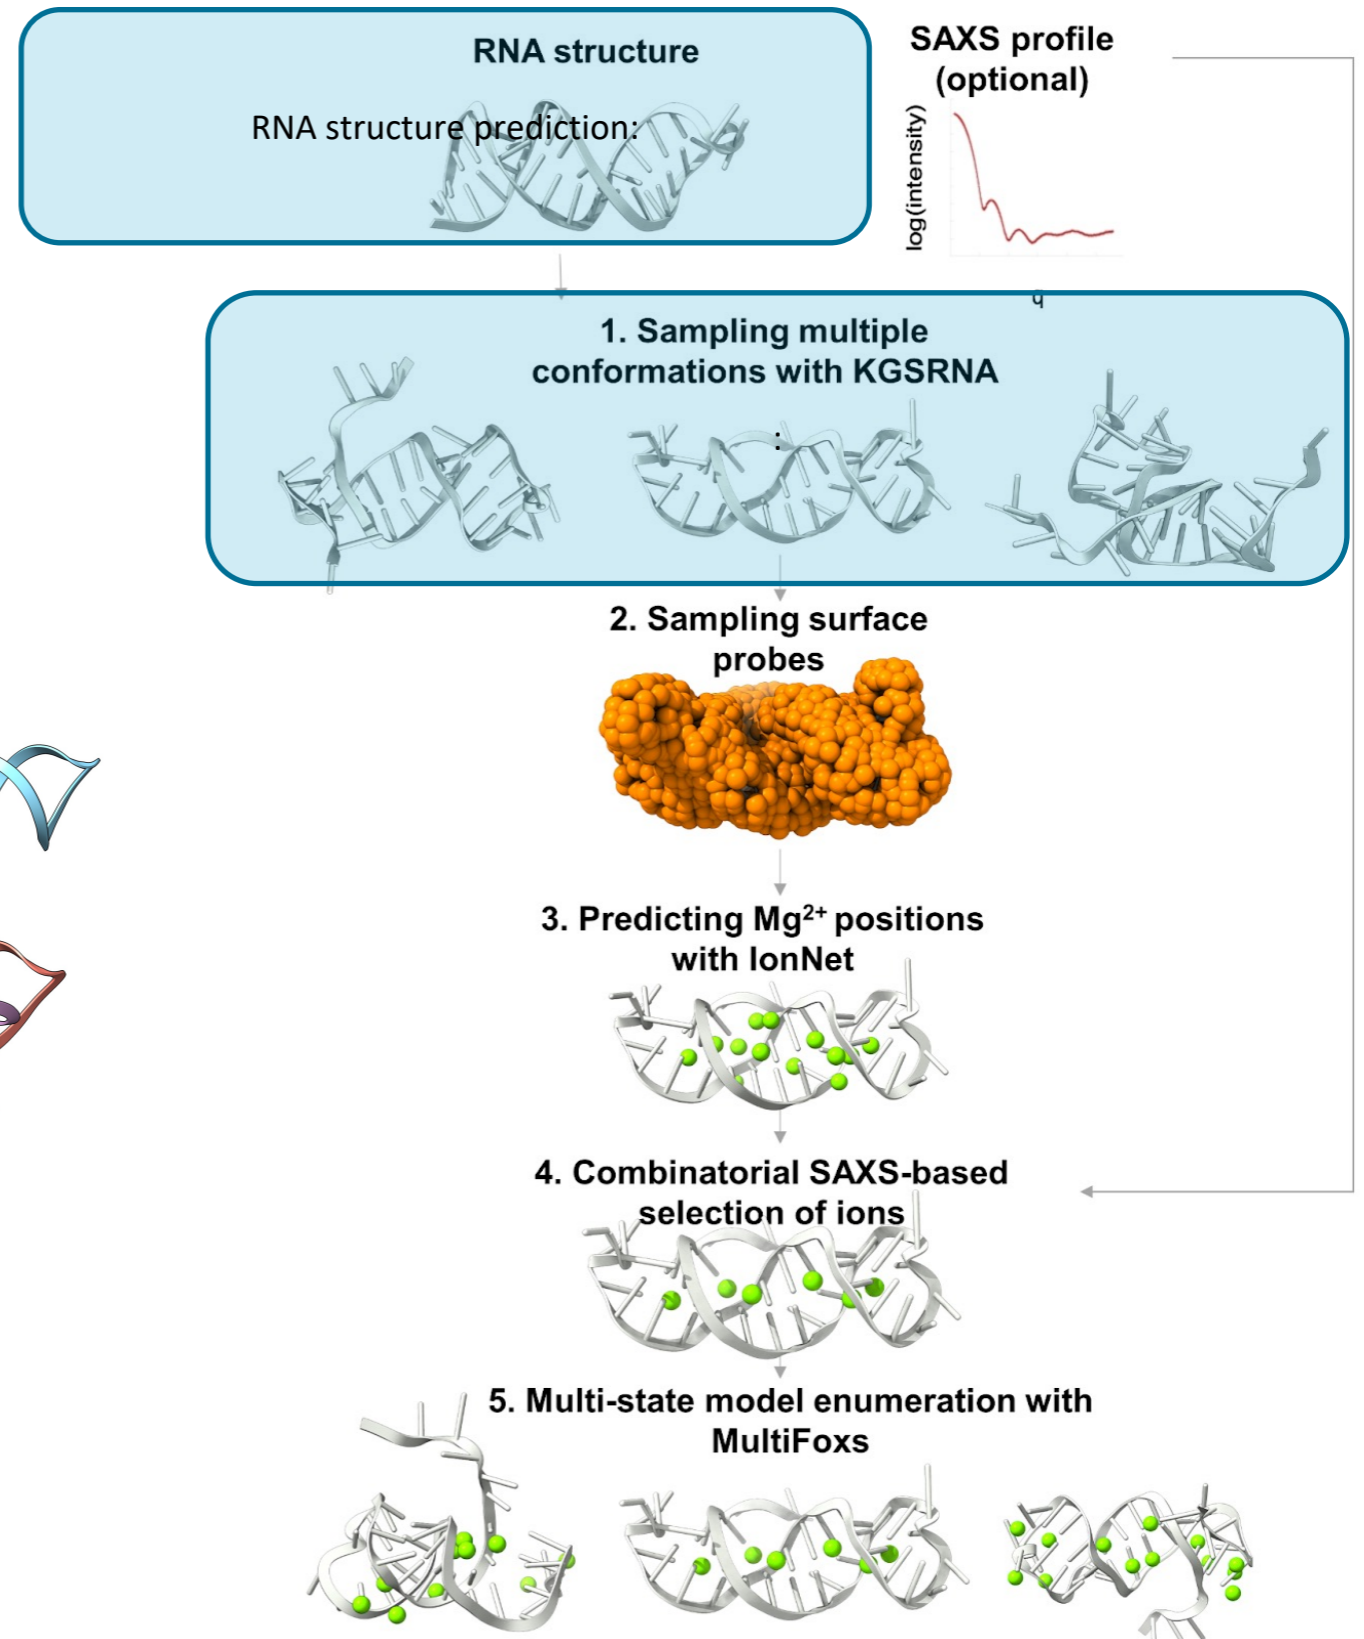 RNA structure
RNA structure prediction:
SAXS profile
(optional)
log(intensity)
q
1. Sampling multiple
conformations with KGSRNA
:
2. Sampling surface
probes
3. Predicting Mg²⁺ positions
with IonNet
4. Combinatorial SAXS-based
selection of ions
5. Multi-state model enumeration with
MultiFoxs